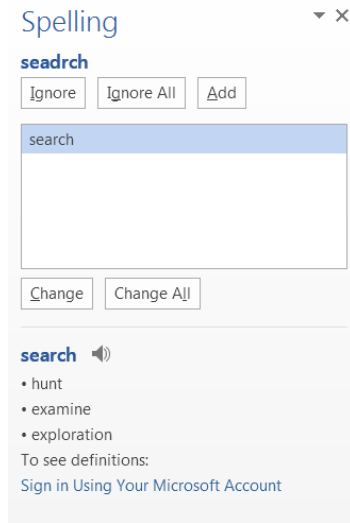 Spelling
seadrch
Ignore Ignore All Add
search
Change Change All
search
• hunt
• examine
• exploration
To see definitions:
Sign in Using Your Microsoft Account